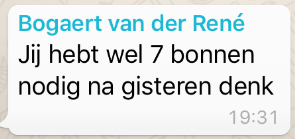 Bogaert van der René
Jij hebt wel 7 bonnen
nodig na gisteren denk
19:31